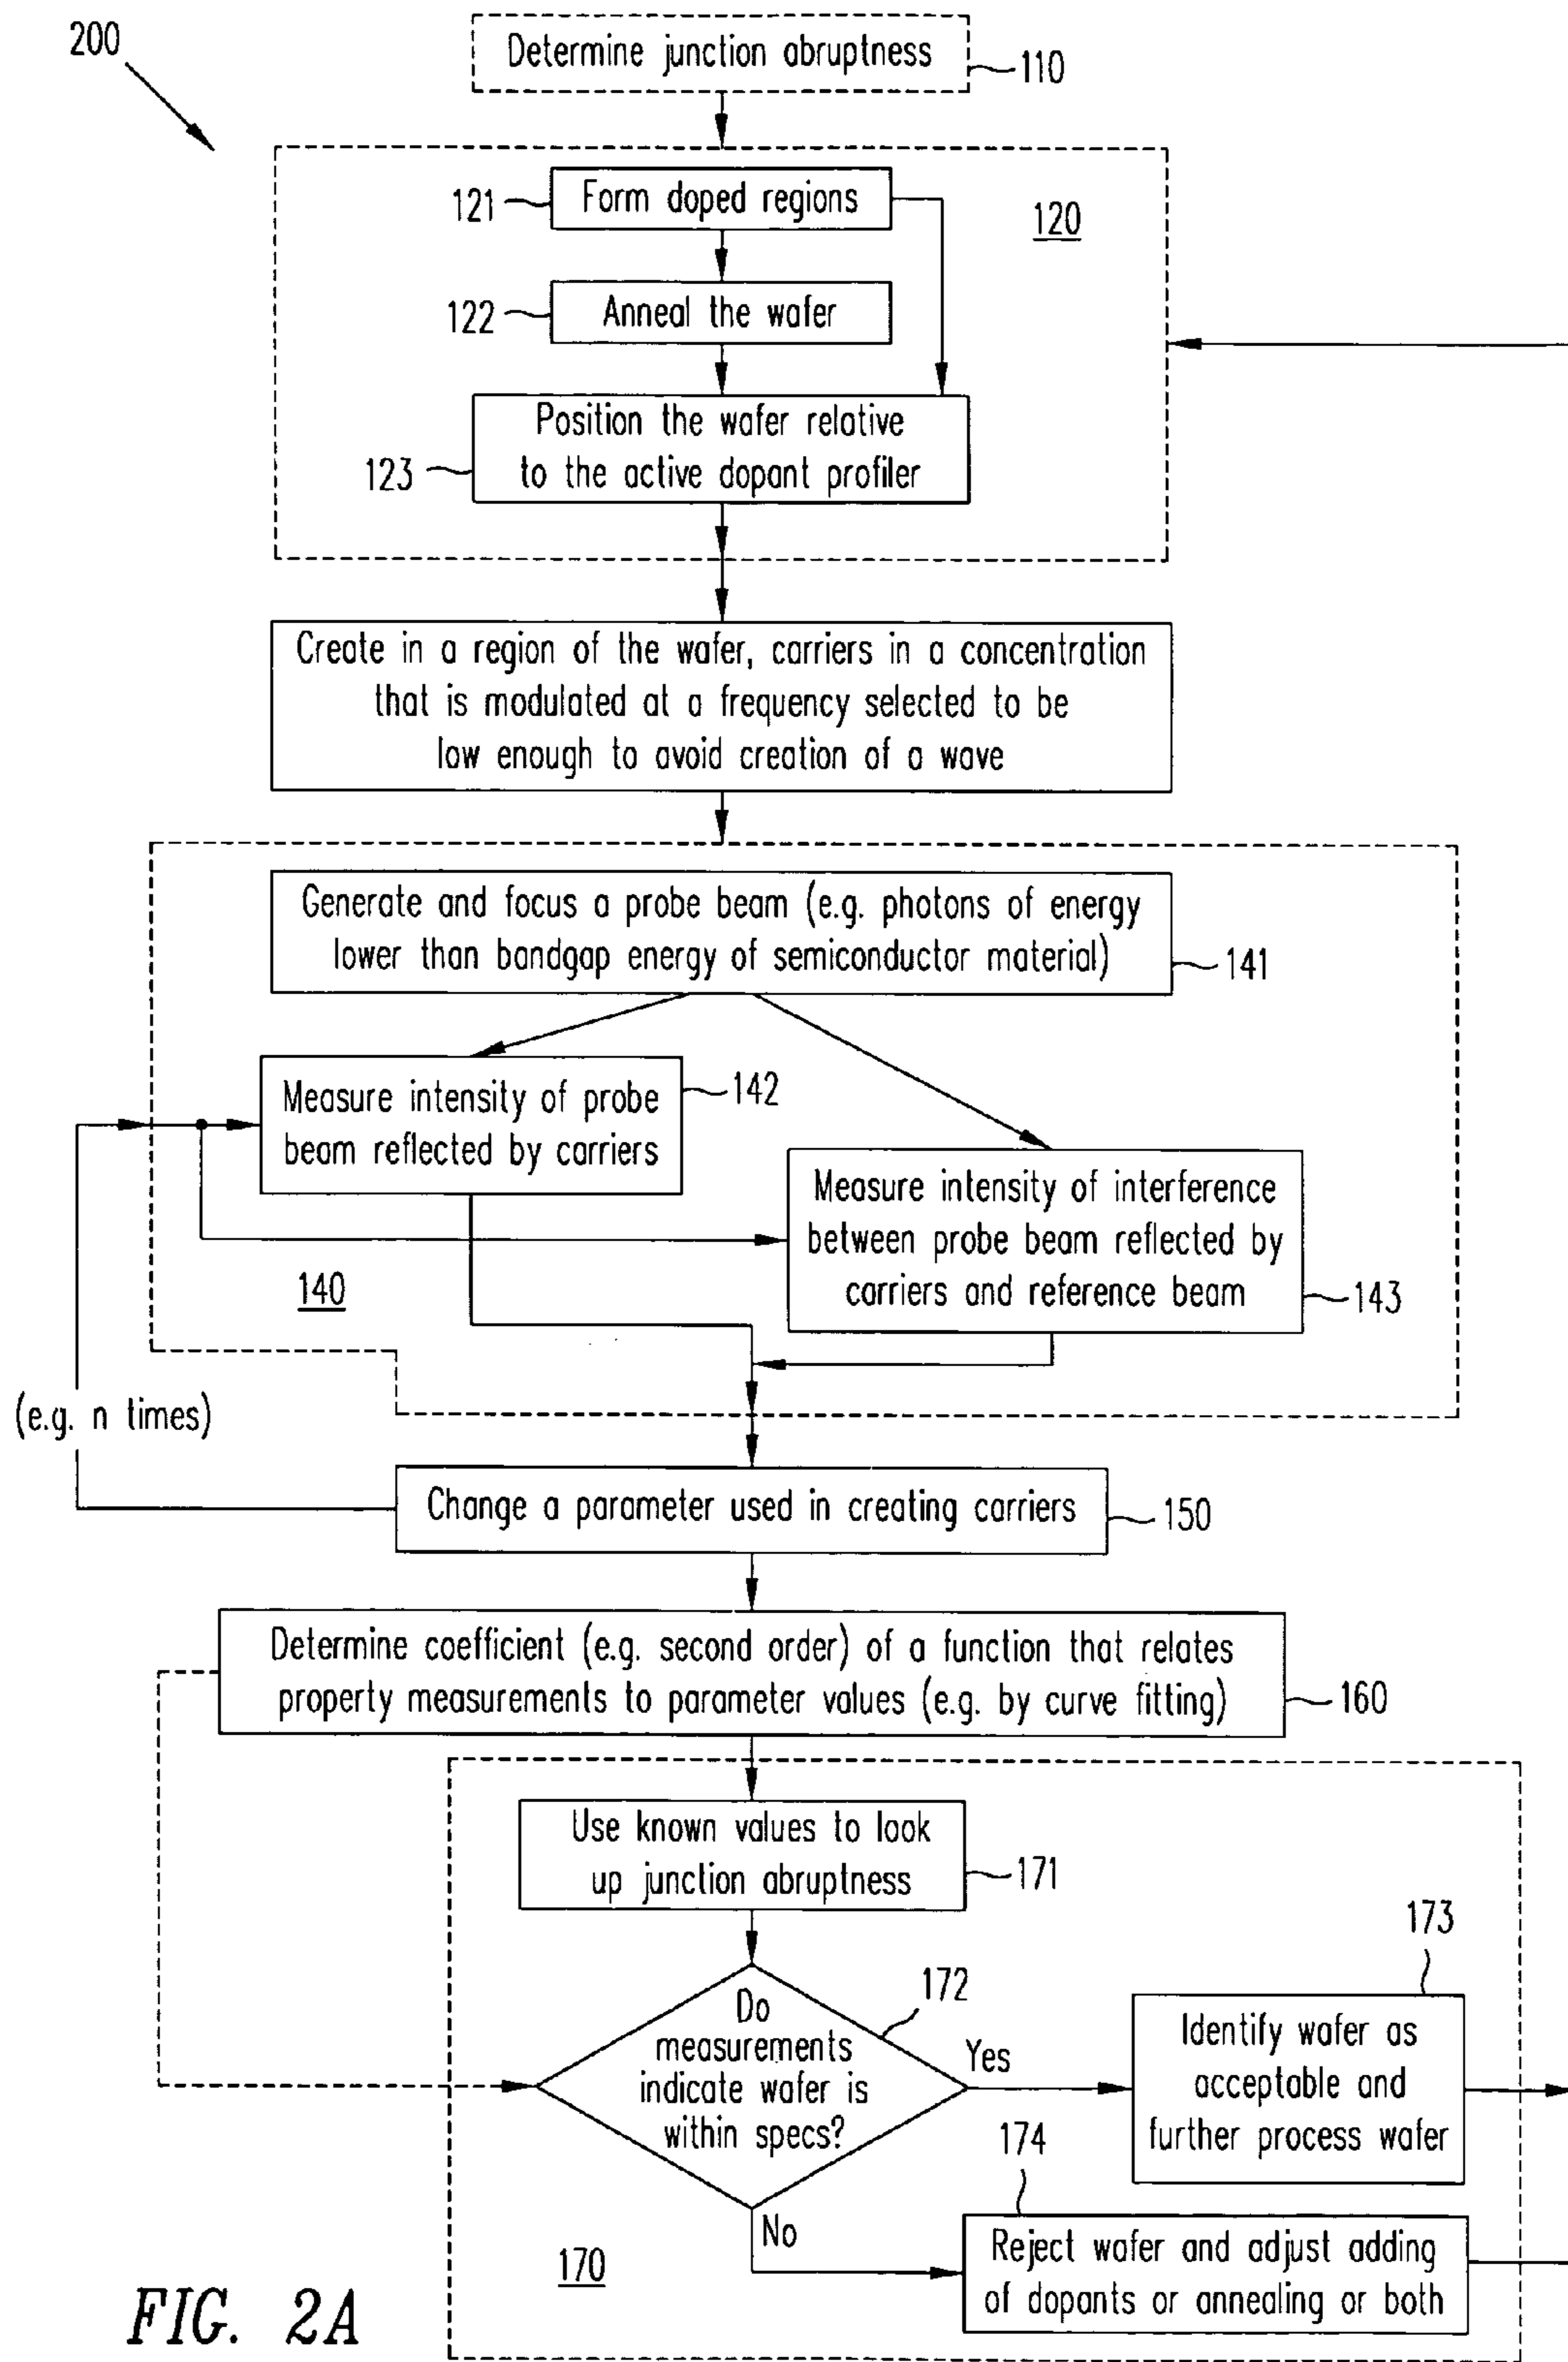 200
Determine junction abruptness
110
121
Form doped regions
120
122
Anneal the wafer
Position the wafer relative
to the active dopant profiler
123
Create in a region of the wafer, carriers in a concentration
that is modulated at a frequency selected to be
low enough to avoid creation of a wave
Generate and focus a probe beam (e.g. photons of energy
lower than bandgap energy of semiconductor material)
141
Measure intensity of probe
beam reflected by carriers
142
Measure intensity of interference
between probe beam reflected by
carriers and reference beam
143
140
(e.g. n times)
Change a parameter used in creating carriers
150
Determine coefficient (e.g. second order) of a function that relates
property measurements to parameter values (e.g. by curve fitting)
160
Use known values to look
up junction abruptness
171
Do
measurements
indicate wafer is
within specs?
172
Yes
173
Identify wafer as
acceptable and
further process wafer
No
174
Reject wafer and adjust adding
of dopants or annealing or both
170
FIG. 2A